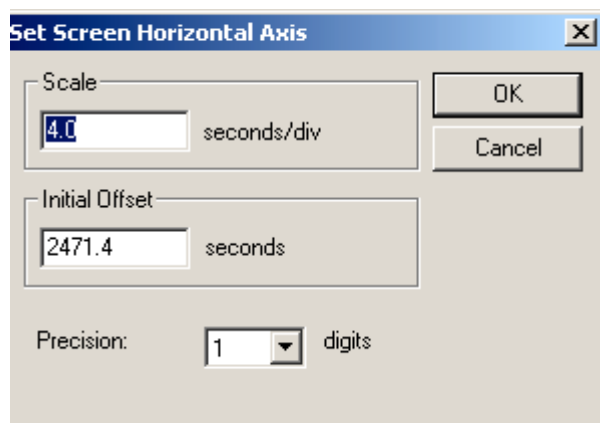 Set Screen Horizontal Axis
Scale
4.0 seconds/div
OK
Cancel
Initial Offset
2471.4 seconds
Precision: 1 digits